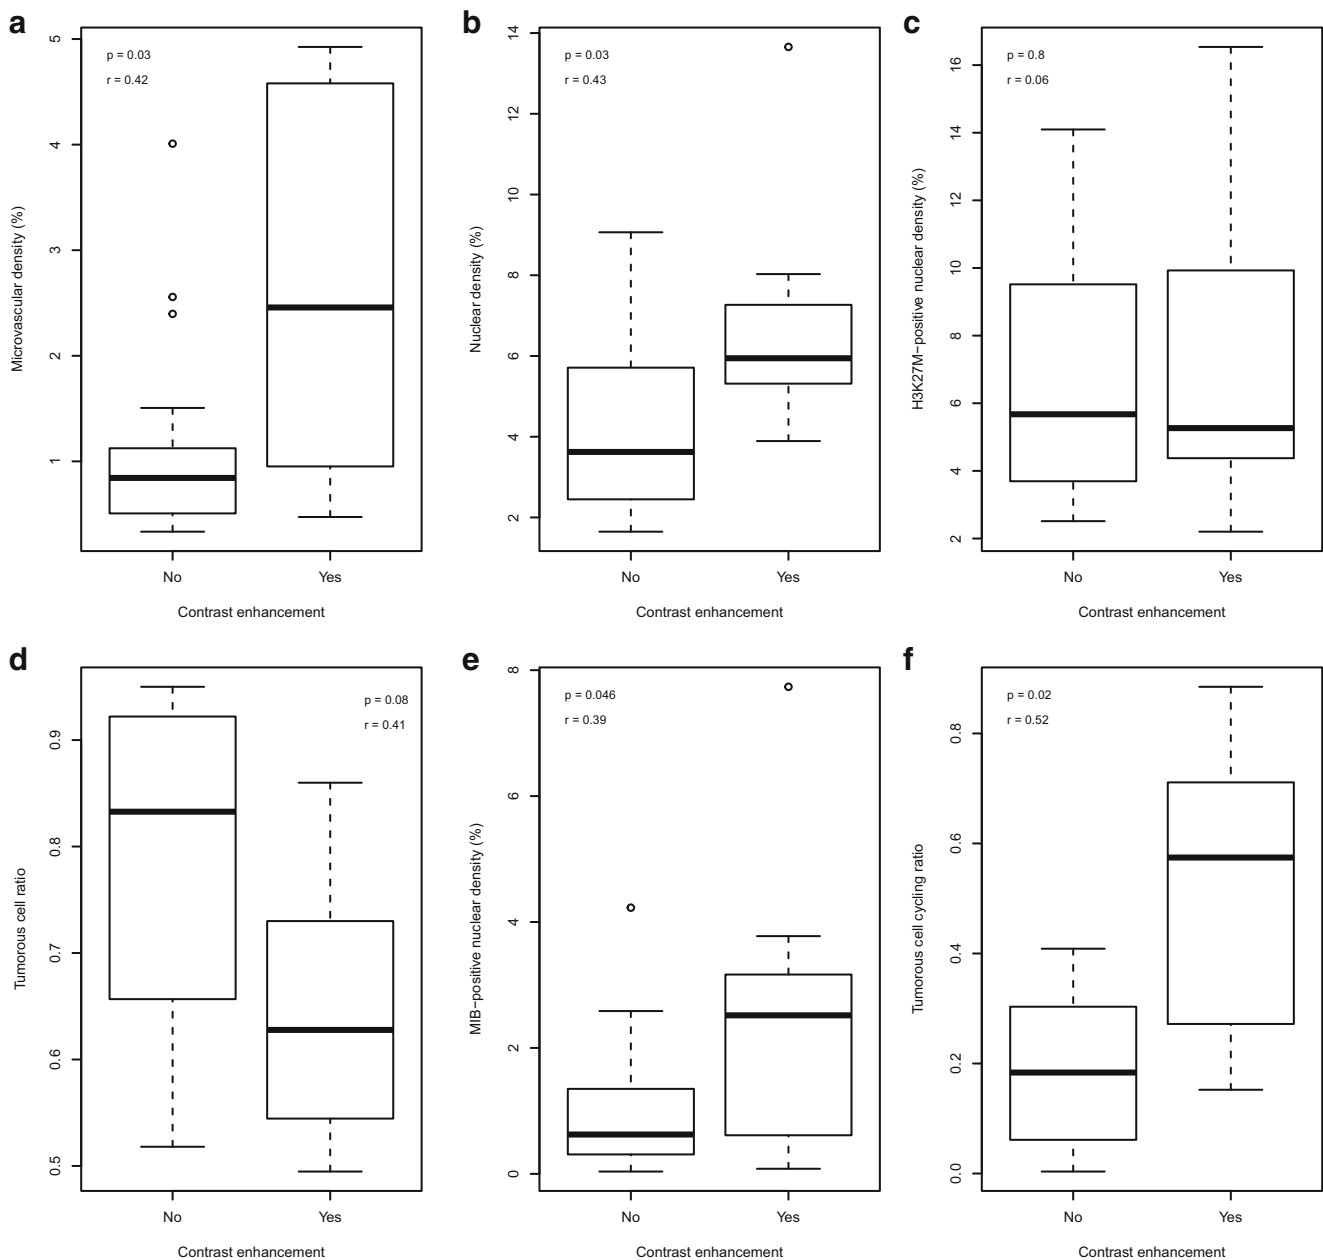 a
p = 0.03
r = 0.42
Microvascular density (%)
5
4
3
2
1
No
Yes
Contrast enhancement
b
p = 0.03
r = 0.43
Nuclear density (%)
14
12
10
8
6
4
2
No
Yes
Contrast enhancement
c
p = 0.8
r = 0.06
H3K27M−positive nuclear density (%)
16
14
12
10
8
6
4
2
No
Yes
Contrast enhancement
d
p = 0.08
r = 0.41
Tumorous cell ratio
0.9
0.8
0.7
0.6
0.5
No
Yes
Contrast enhancement
e
p = 0.046
r = 0.39
MIB−positive nuclear density (%)
8
6
4
2
0
No
Yes
Contrast enhancement
f
p = 0.02
r = 0.52
Tumorous cell cycling ratio
0.8
0.6
0.4
0.2
0.0
No
Yes
Contrast enhancement